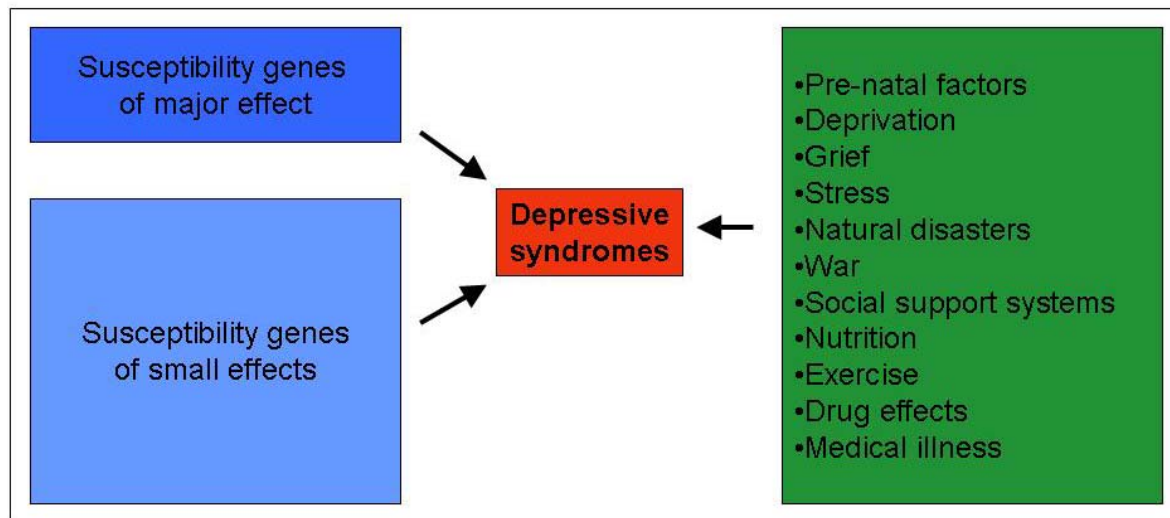 Susceptibility genes
of major effect
Susceptibility genes
of small effects
Depressive
syndromes
•Pre-natal factors
•Deprivation
•Grief
•Stress
•Natural disasters
•War
•Social support systems
•Nutrition
•Exercise
•Drug effects
•Medical illness